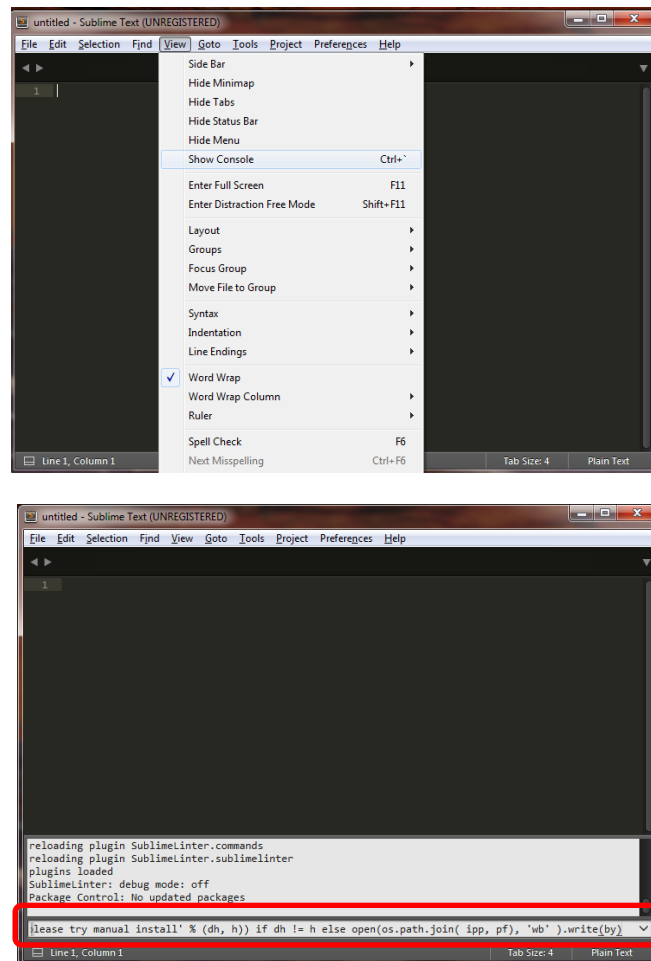 untitled - Sublime Text (UNREGISTERED)
File Edit Selection Find View Goto Tools Project Preferences Help
1
Side Bar
Hide Minimap
Hide Tabs
Hide Status Bar
Hide Menu
Show Console Ctrl+`
Enter Full Screen F11
Enter Distraction Free Mode Shift+F11
Layout
Groups
Focus Group
Move File to Group
Syntax
Indentation
Line Endings
Word Wrap
Word Wrap Column
Ruler
Spell Check F6
Next Misspelling Ctrl+F6
Line 1, Column 1 Tab Size: 4 Plain Text
untitled - Sublime Text (UNREGISTERED)
File Edit Selection Find View Goto Tools Project Preferences Help
1
reloading plugin SublimeLinter.commands
reloading plugin SublimeLinter.sublimelinter
plugins loaded
SublimeLinter: debug mode: off
Package Control: No updated packages
lease try manual install' % (dh, h)) if dh != h else open(os.path.join( ipp, pf), 'wb' ).write(by)
Line 1, Column 1 Tab Size: 4 Plain Text